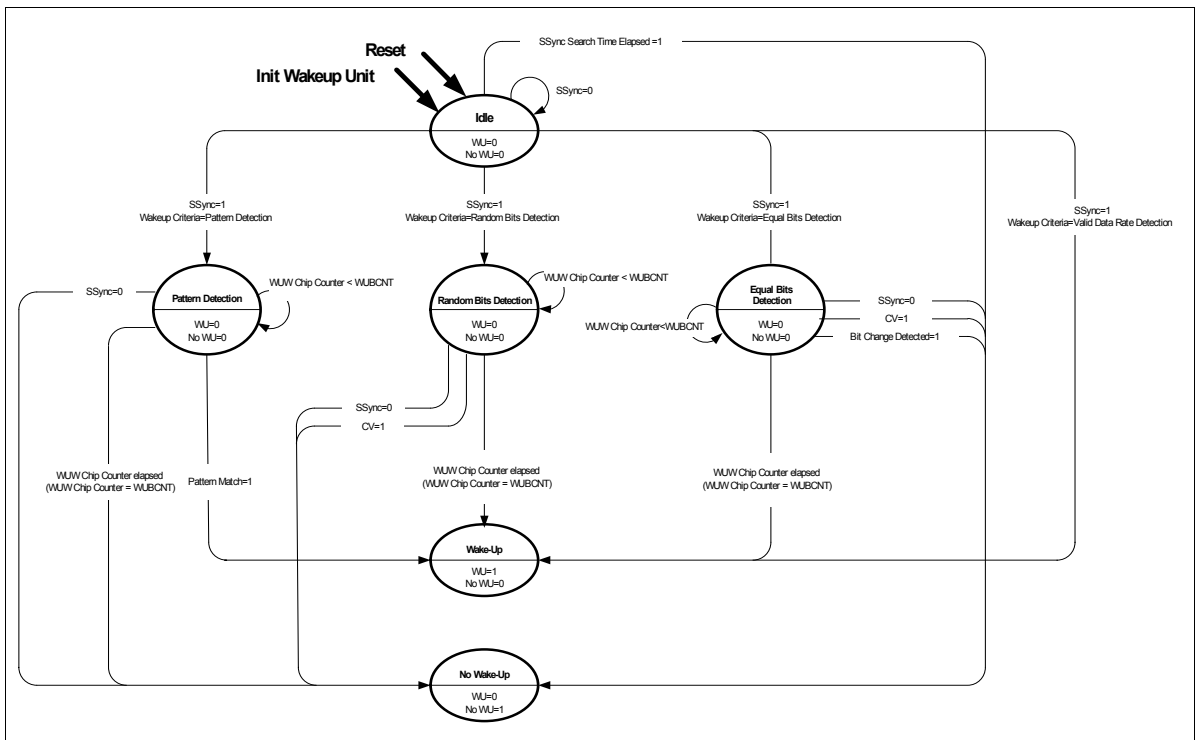 SSync Search Time Elapsed =1
Reset
Init Wakeup Unit
SSync=0
Idle
WU=0
No WU=0
SSync=1
Wakeup Criteria=Pattern Detection
SSync=1
Wakeup Criteria=Random Bits Detection
SSync=1
Wakeup Criteria=Equal Bits Detection
SSync=1
Wakeup Criteria=Valid Data Rate Detection
SSync=0
Pattern Detection
WU=0
No WU=0
WUW Chip Counter < WUBCNT
Random Bits Detection
WU=0
No WU=0
WUW Chip Counter < WUBCNT
Equal Bits
Detection
WU=0
No WU=0
WUW Chip Counter<WUBCNT
SSync=0
CV=1
Bit Change Detected=1
SSync=0
CV=1
WUW Chip Counter elapsed
(WUW Chip Counter = WUBCNT)
Pattern Match=1
WUW Chip Counter elapsed
(WUW Chip Counter = WUBCNT)
WUW Chip Counter elapsed
(WUW Chip Counter = WUBCNT)
Wake-Up
WU=1
No WU=0
No Wake-Up
WU=0
No WU=1